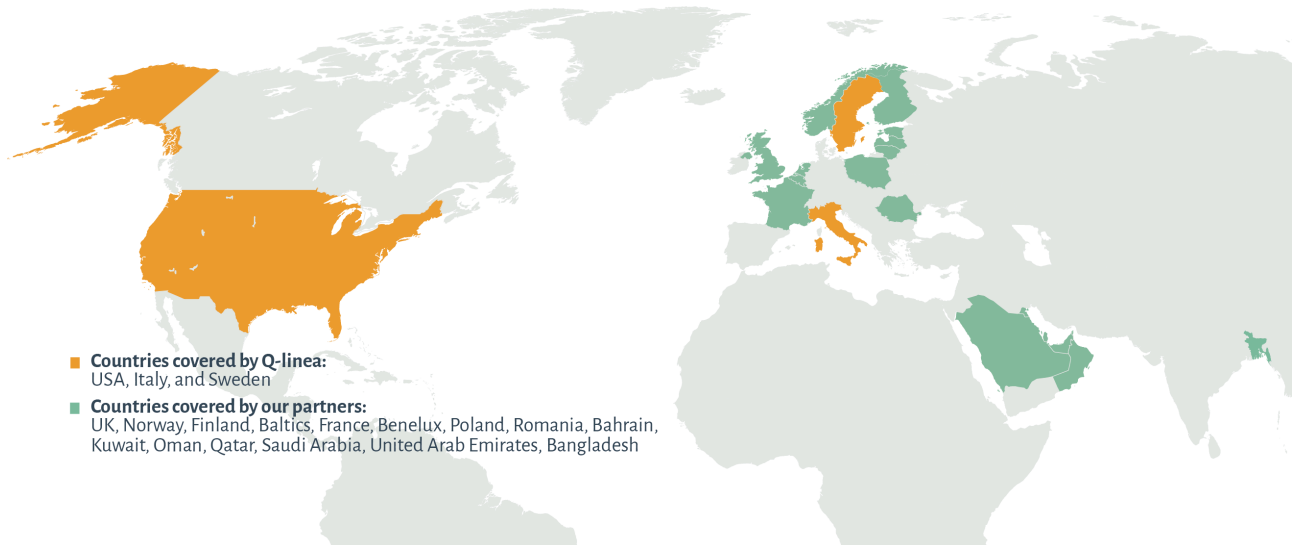 Countries covered by Q-linea:
USA, Italy, and Sweden
Countries covered by our partners:
UK, Norway, Finland, Baltics, France, Benelux, Poland, Romania, Bahrain,
Kuwait, Oman, Qatar, Saudi Arabia, United Arab Emirates, Bangladesh